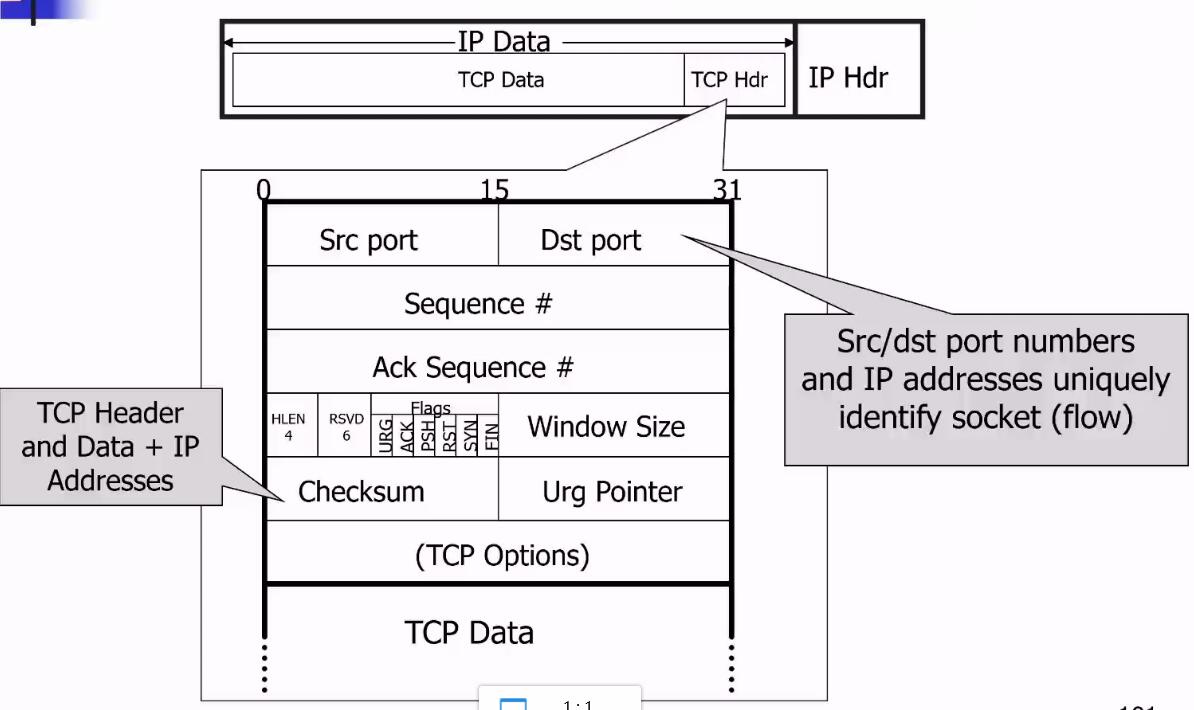 IP Data
TCP Data
TCP Hdr
IP Hdr
0
15
31
Src port
Dst port
Sequence #
Ack Sequence #
HLEN
4
RSVD
6
Flags
URG
ACK
PSH
RST
SYN
FIN
Window Size
Checksum
Urg Pointer
(TCP Options)
TCP Data
TCP Header
and Data + IP
Addresses
Src/dst port numbers
and IP addresses uniquely
identify socket (flow)
1:1